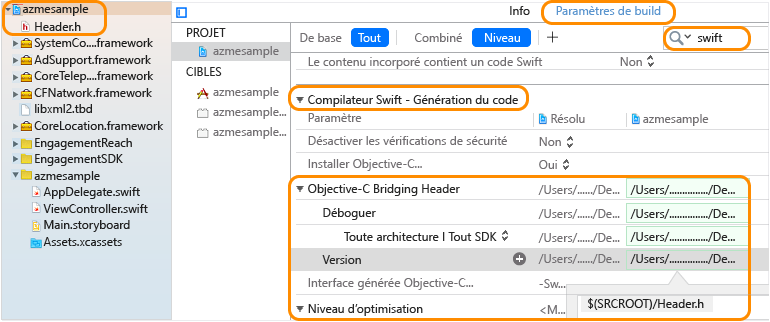 azmesample
Header.h
SystemCo....framework
AdSupport.framework
CoreTelep....framework
CFNatwork.framework
libxml2.tbd
CoreLocation.framework
EngagementReach
EngagementSDK
azmesample
AppDelegate.swift
ViewController.swift
Main.storyboard
Assets.xcassets
PROJET
azmesample
CIBLES
azmesample
azmesample...
azmesample...
Info Paramètres de build
De base Tout Combiné Niveau + swift
Le contenu incorporé contient un code Swift Non
Compilateur Swift - Génération du code
Paramètre Résolu azmesample
Désactiver les vérifications de sécurité Non
Installer Objective-C... Oui
Objective-C Bridging Header /Users/......./De... /Users/.............../De...
Déboguer /Users/......./De... /Users/.............../De...
Toute architecture I Tout SDK /Users/......./De... /Users/.............../De...
Version /Users/......./De... /Users/.............../De...
Interface générée Objective-C... -Sw...
$(SRCROOT)/Header.h
Niveau d'optimisation <M...